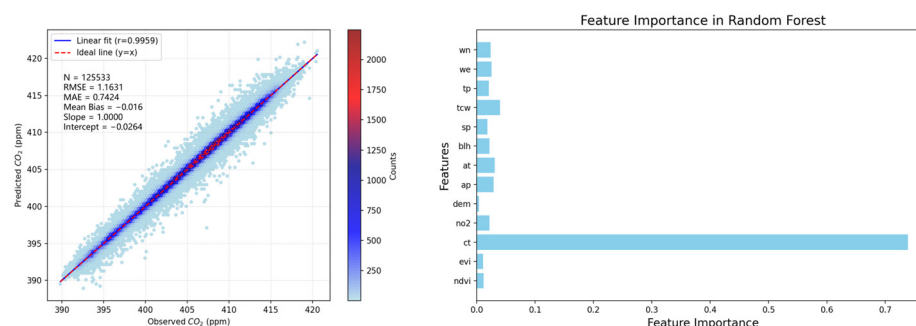 Linear fit (r=0.9959)
Ideal line (y=x)
N = 125533
RMSE = 1.1631
MAE = 0.7424
Mean Bias = −0.016
Slope = 1.0000
Intercept = −0.0264
420
415
410
405
400
395
390
Predicted CO2 (ppm)
390
395
400
405
410
415
420
Observed CO2 (ppm)
2000
1750
1500
1250
1000
750
500
250
Counts
Feature Importance in Random Forest
wn
we
tp
tcw
sp
blh
at
ap
dem
no2
ct
evi
ndvi
Features
0.0
0.1
0.2
0.3
0.4
0.5
0.6
0.7
Feature Importance